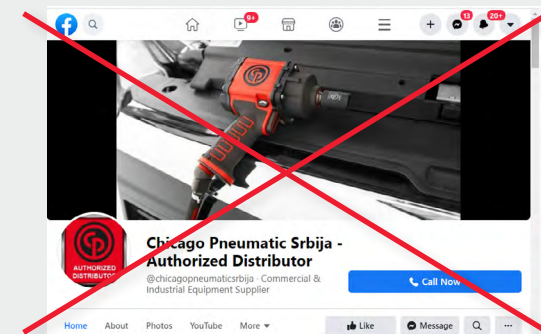 9+
13
20+
CP
Chicago Pneumatic Srbija -
Authorized Distributor
AUTHORIZED
DISTRIBUTOR
@chicagopneumaticsrbija · Commercial &
Industrial Equipment Supplier
Call Now
Home About Photos YouTube More
Like Message